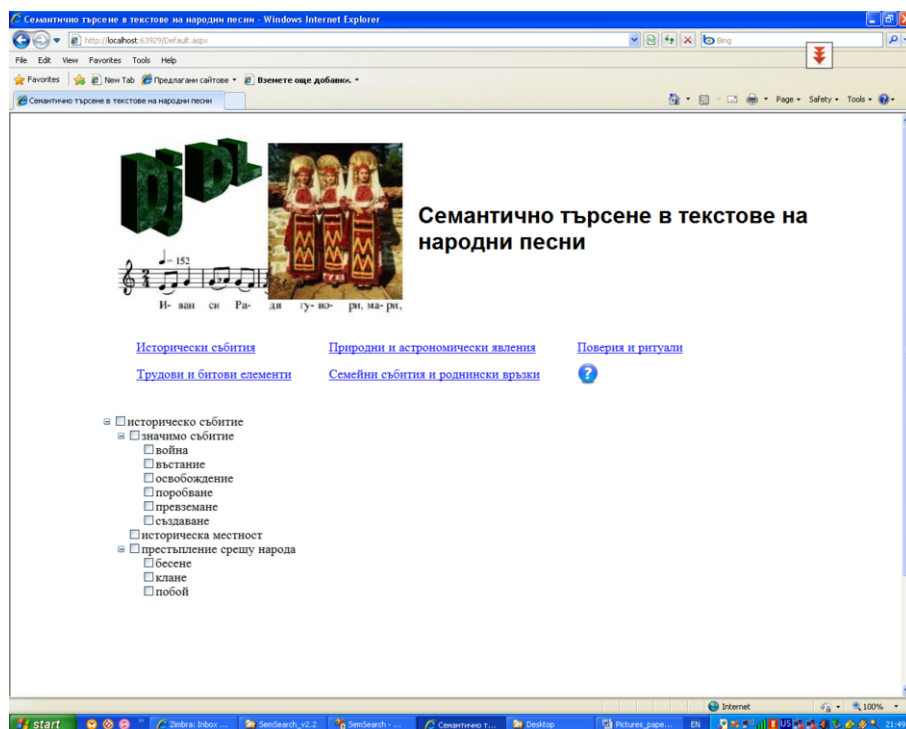 Семантично търсене в текстове на народни песни - Windows Internet Explorer
http://localhost:63929/Default.aspx
Bing
File Edit View Favorites Tools Help
Favorites New Tab Предлагани сайтове Вземете още добавки.
Семантично търсене в текстове на народни песни
Page Safety Tools
Dj DL
Семантично търсене в текстове на
народни песни
= 152
2
4
И- ван си Ра- ди гу- во- ри, ма- ри,
Исторически събития Природни и астрономически явления Поверия и ритуали
Трудови и битови елементи Семейни събития и роднински връзки ?
историческо събитие
значимо събитие
война
въстание
освобождение
поробване
превземане
създаване
историческа местност
престъпление срещу народа
бесене
клане
побой
Internet 100%
start Zimbra: Inbox ... SemSearch_v2.2 SemSearch - ... Семантично т... Desktop Pictures_pape... EN US 21:49